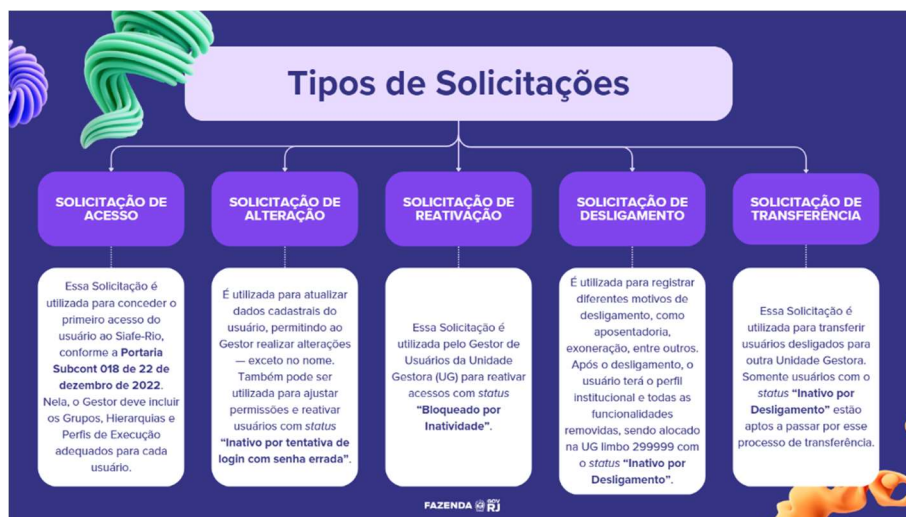 Tipos de Solicitações
SOLICITAÇÃO DE
ACESSO
Essa Solicitação é
utilizada para conceder o
primeiro acesso do
usuário ao Siafe-Rio,
conforme a Portaria
Subcont 018 de 22 de
dezembro de 2022.
Nela, o Gestor deve incluir
os Grupos, Hierarquias e
Perfis de Execução
adequados para cada
usuário.
SOLICITAÇÃO DE
ALTERAÇÃO
É utilizada para atualizar
dados cadastrais do
usuário, permitindo ao
Gestor realizar alterações
— exceto no nome.
Também pode ser
utilizada para ajustar
permissões e reativar
usuários com status
“Inativo por tentativa de
login com senha errada”.
SOLICITAÇÃO DE
REATIVAÇÃO
Essa Solicitação é
utilizada pelo Gestor de
Usuários da Unidade
Gestora (UG) para reativar
acessos com status
“Bloqueado por
Inatividade”.
SOLICITAÇÃO DE
DESLIGAMENTO
É utilizada para registrar
diferentes motivos de
desligamento, como
aposentadoria,
exoneração, entre outros.
Após o desligamento, o
usuário terá o perfil
institucional e todas as
funcionalidades
removidas, sendo alocado
na UG limbo 299999 com
o status “Inativo por
Desligamento”.
SOLICITAÇÃO DE
TRANSFERÊNCIA
Essa Solicitação é
utilizada para transferir
usuários desligados para
outra Unidade Gestora.
Somente usuários com o
status “Inativo por
Desligamento” estão
aptos a passar por esse
processo de transferência.
FAZENDA GOV RJ